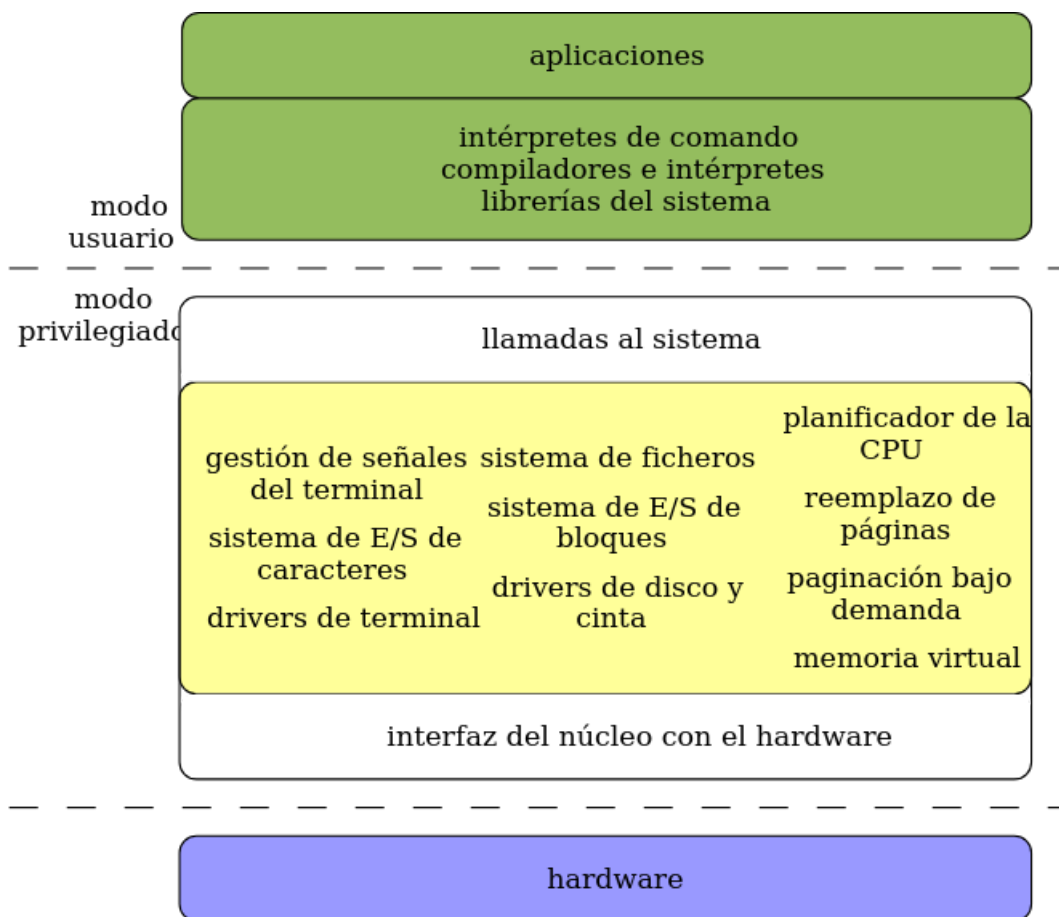 aplicaciones
intérpretes de comando
compiladores e intérpretes
librerías del sistema
modo
usuario
modo
privilegiado
llamadas al sistema
gestión de señales
del terminal
sistema de E/S de
caracteres
drivers de terminal
sistema de ficheros
sistema de E/S de
bloques
drivers de disco y
cinta
planificador de la
CPU
reemplazo de
páginas
paginación bajo
demanda
memoria virtual
interfaz del núcleo con el hardware
hardware